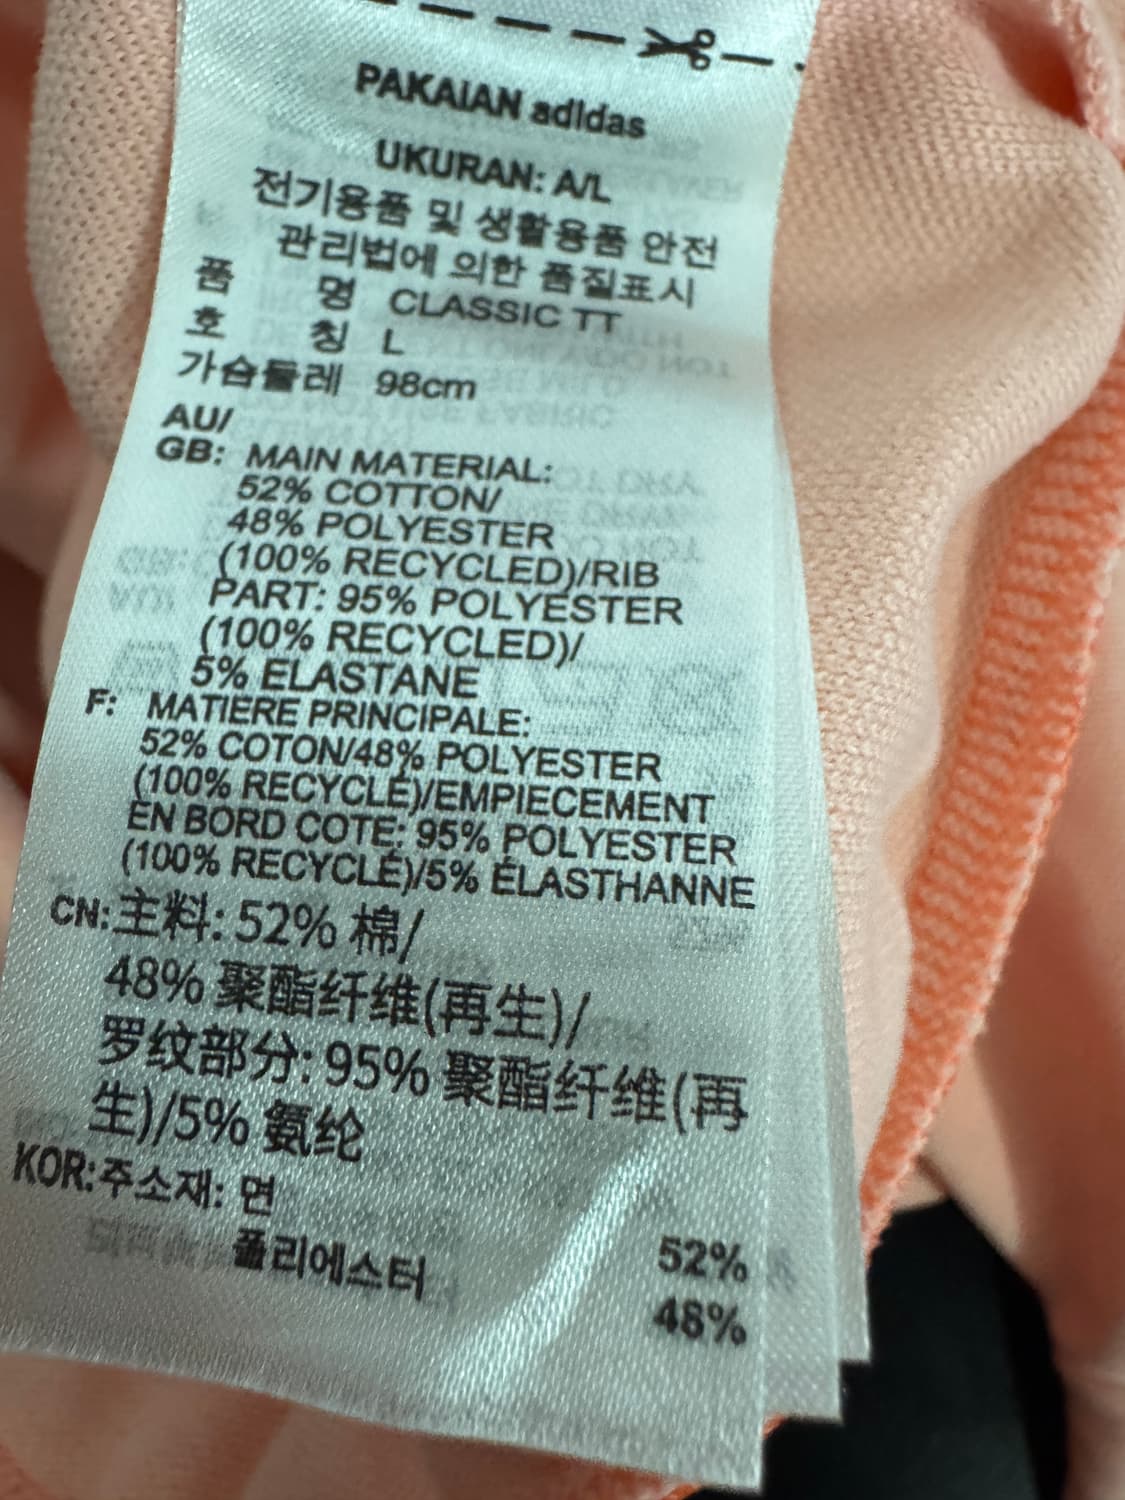 PAKAIAN adidas
UKURAN: A/L
전기용품 및 생활용품 안전
관리법에 의한 품질표시
품 명 CLASSIC TT
호 칭 L
가슴둘레 98cm
AU/
GB: MAIN MATERIAL:
52% COTTON/
48% POLYESTER
(100% RECYCLED)/RIB
PART: 95% POLYESTER
(100% RECYCLED)/
5% ELASTANE
F: MATIÈRE PRINCIPALE:
52% COTON/48% POLYESTER
(100% RECYCLÉ)/EMPIECEMENT
EN BORD COTE: 95% POLYESTER
(100% RECYCLÉ)/5% ÉLASTHANNE
CN: 主料: 52% 棉/
48% 聚酯纤维(再生)/
罗纹部分: 95% 聚酯纤维(再
生)/5% 氨纶
KOR: 주소재: 면 52%
폴리에스터 48%